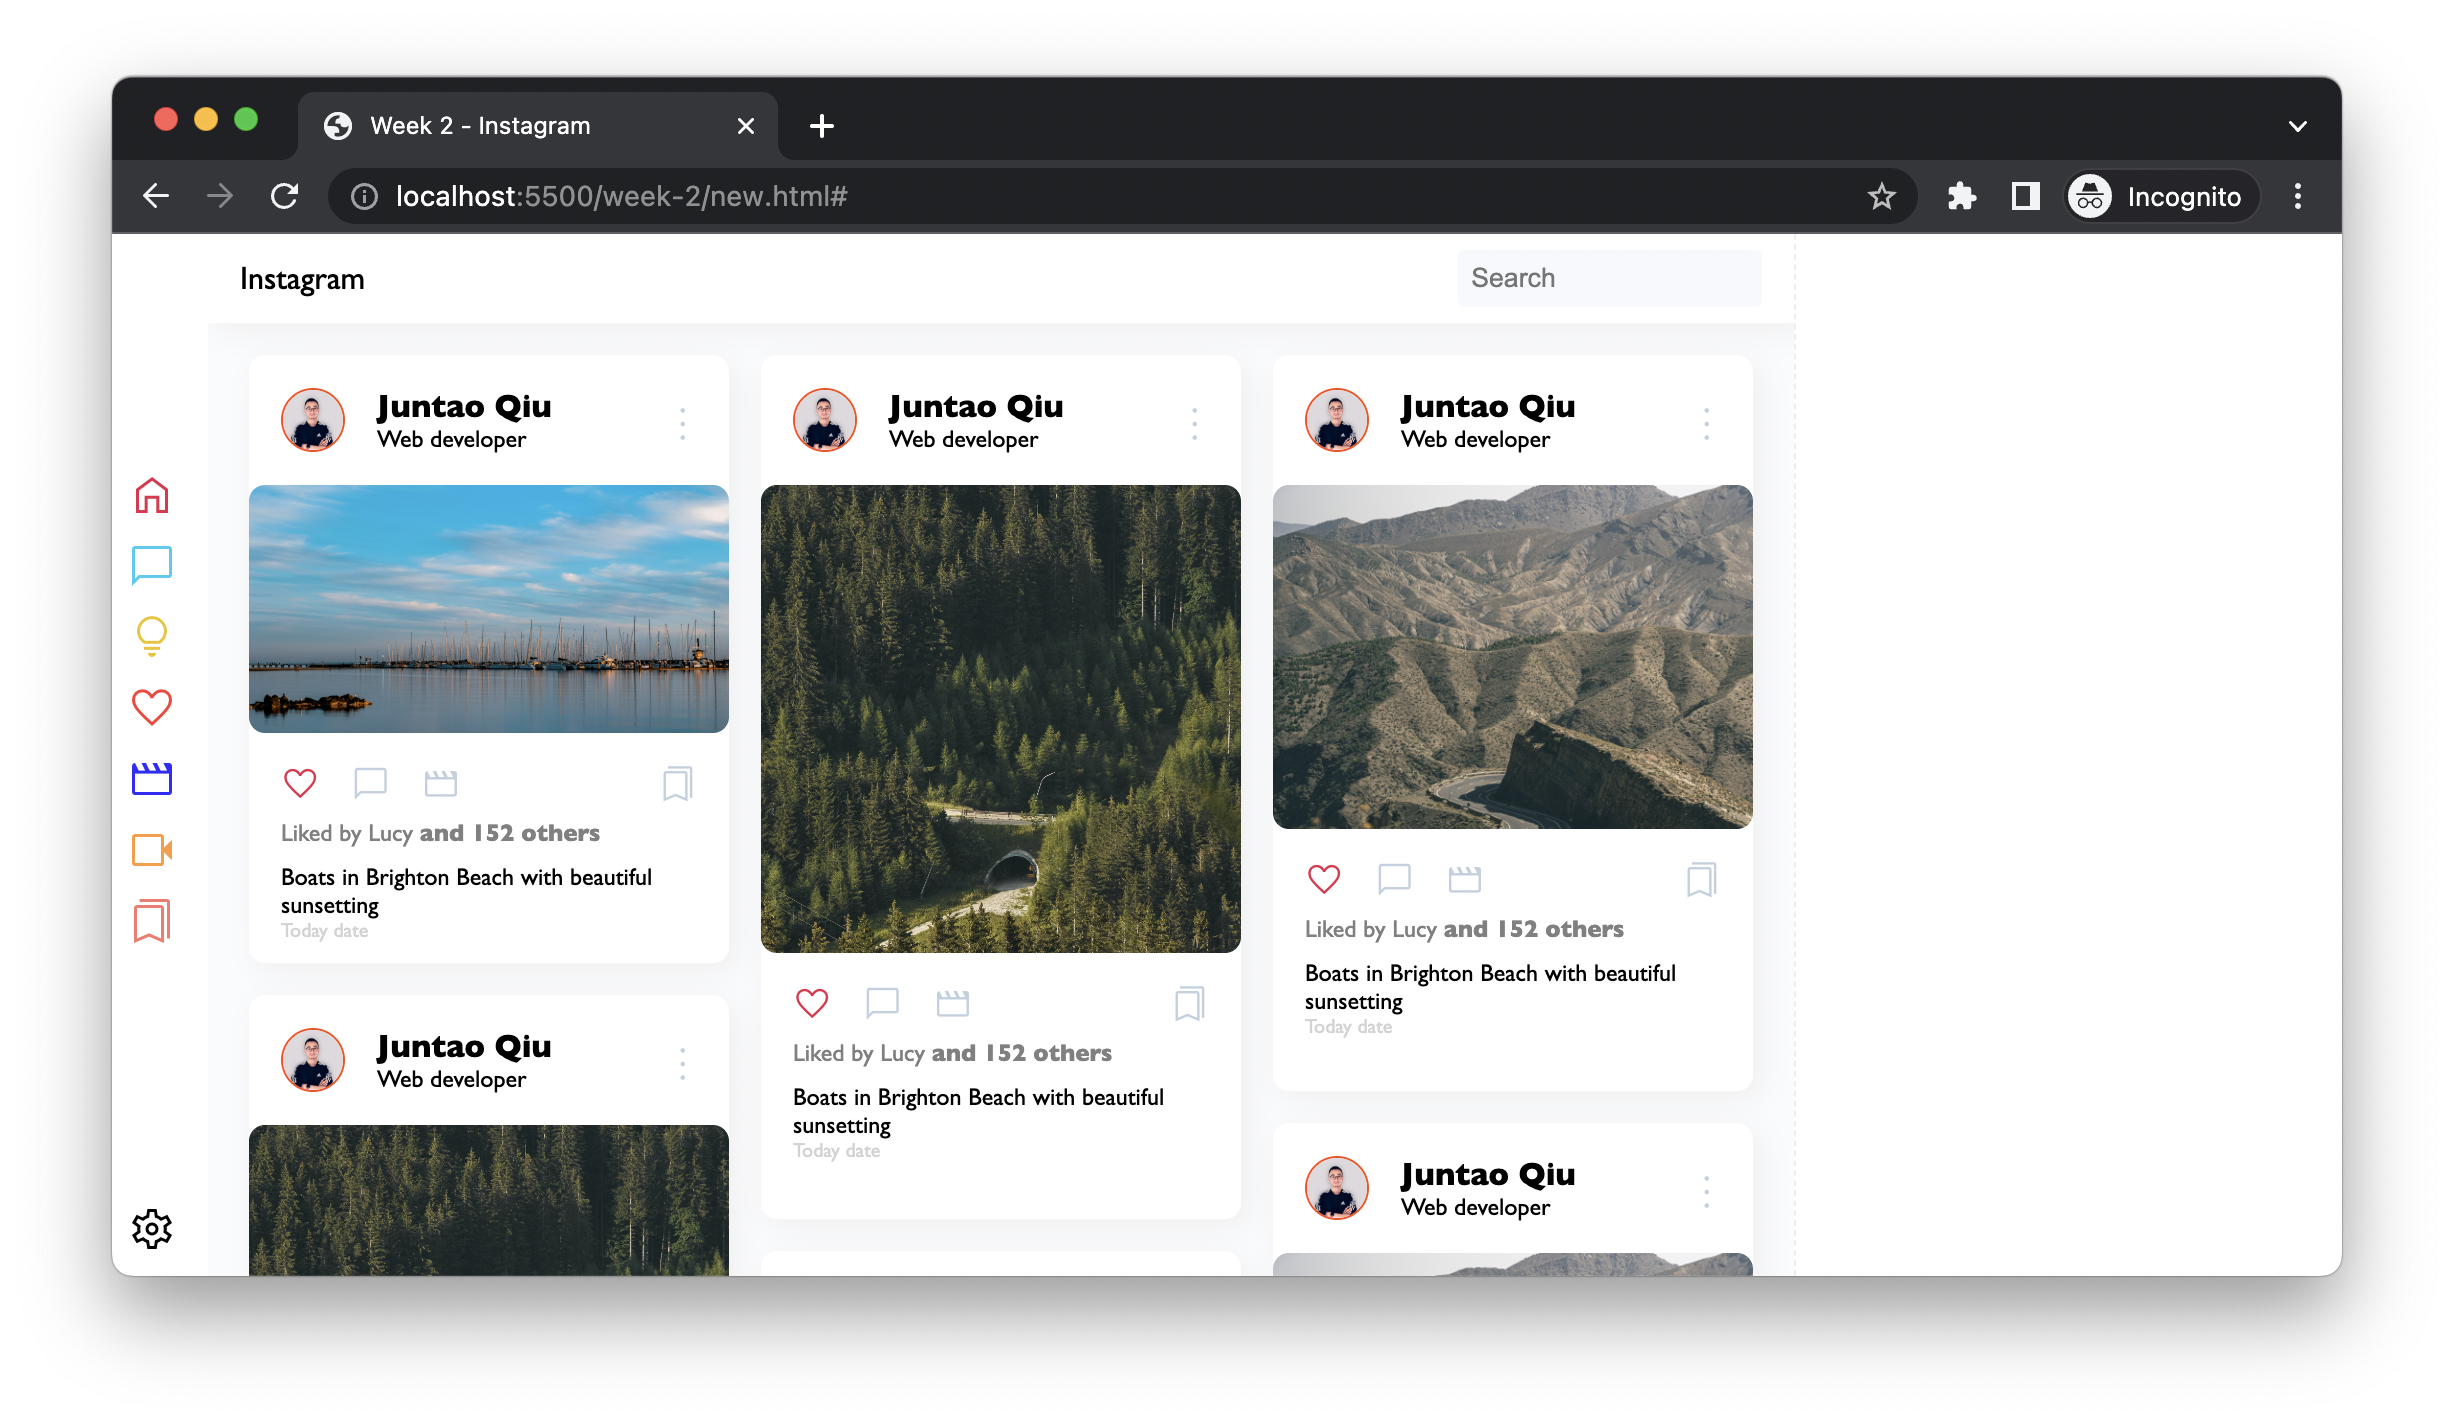 Week 2 - Instagram
localhost:5500/week-2/new.html#
Incognito
Instagram
Search
Juntao Qiu
Web developer
Liked by Lucy and 152 others
Boats in Brighton Beach with beautiful
sunsetting
Today date
Juntao Qiu
Web developer
Juntao Qiu
Web developer
Liked by Lucy and 152 others
Boats in Brighton Beach with beautiful
sunsetting
Today date
Juntao Qiu
Web developer
Liked by Lucy and 152 others
Boats in Brighton Beach with beautiful
sunsetting
Today date
Juntao Qiu
Web developer